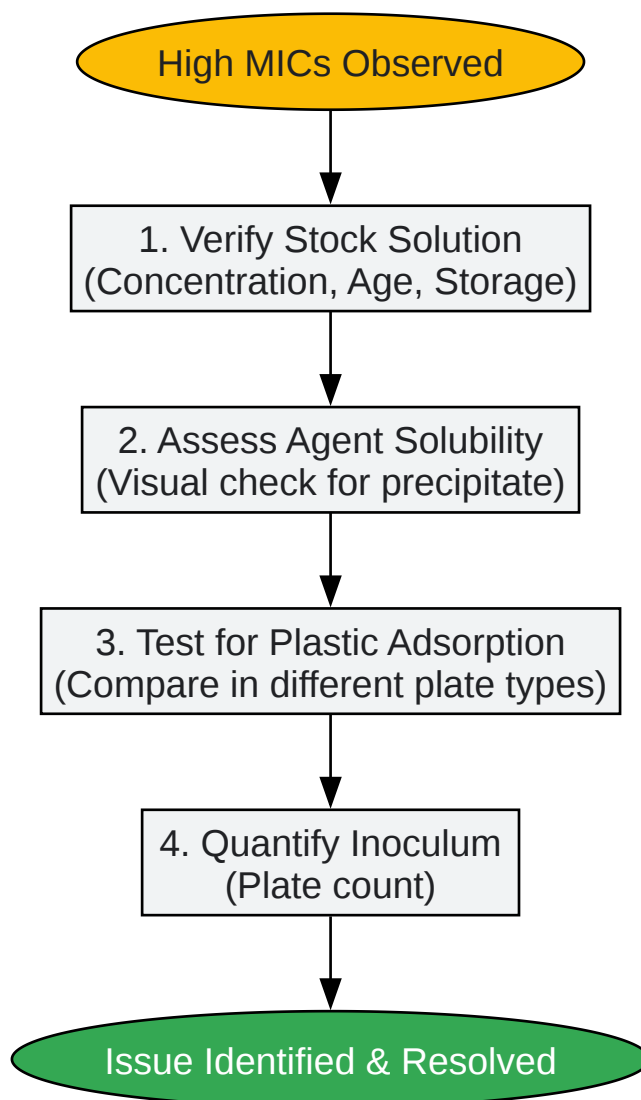 High MICs Observed
1. Verify Stock Solution
(Concentration, Age, Storage)
2. Assess Agent Solubility
(Visual check for precipitate)
3. Test for Plastic Adsorption
(Compare in different plate types)
4. Quantify Inoculum
(Plate count)
Issue Identified & Resolved